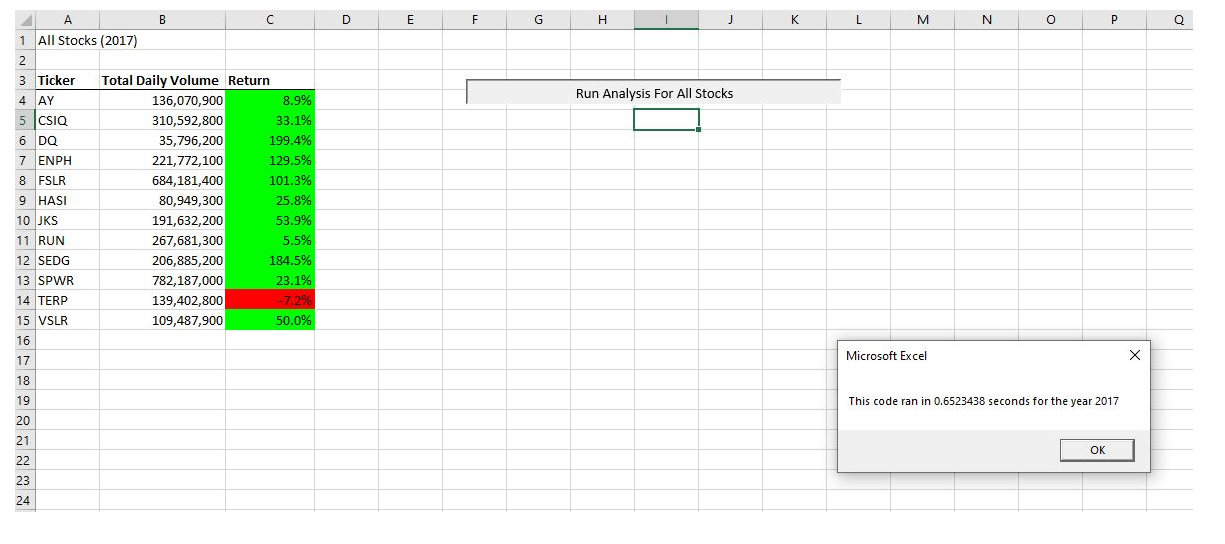 A B C D E F G H I J K L M N O P Q
1 All Stocks (2017)
2
3 Ticker Total Daily Volume Return
Run Analysis For All Stocks
4 AY 136,070,900 8.9%
5 CSIQ 310,592,800 33.1%
6 DQ 35,796,200 199.4%
7 ENPH 221,772,100 129.5%
8 FSLR 684,181,400 101.3%
9 HASI 80,949,300 25.8%
10 JKS 191,632,200 53.9%
11 RUN 267,681,300 5.5%
12 SEDG 206,885,200 184.5%
13 SPWR 782,187,000 23.1%
14 TERP 139,402,800 -7.2%
15 VSLR 109,487,900 50.0%
16
17
18
19
20
21
22
23
24
Microsoft Excel
This code ran in 0.6523438 seconds for the year 2017
OK